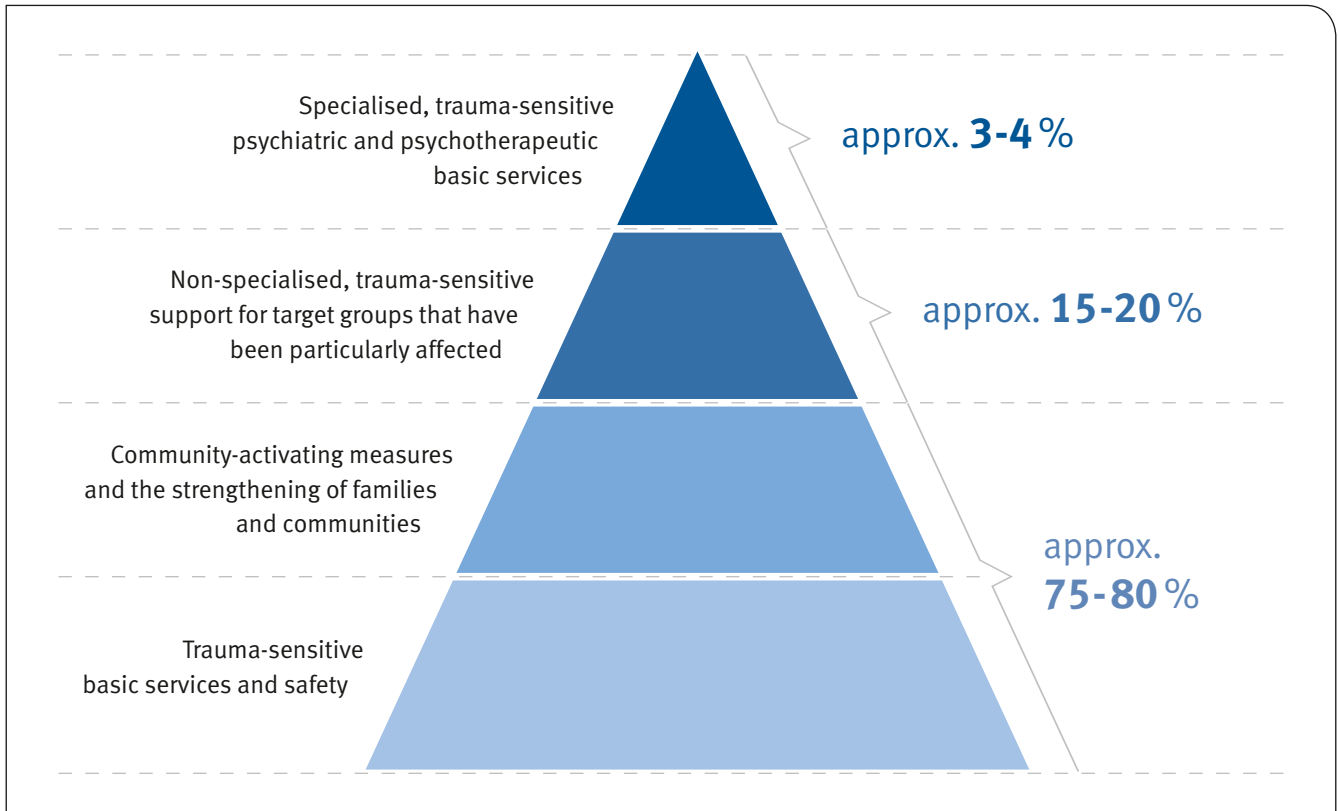 Specialised, trauma-sensitive
psychiatric and psychotherapeutic
basic services
approx. 3-4 %
Non-specialised, trauma-sensitive
support for target groups that have
been particularly affected
approx. 15-20 %
Community-activating measures
and the strengthening of families
and communities
approx.
75-80 %
Trauma-sensitive
basic services and safety